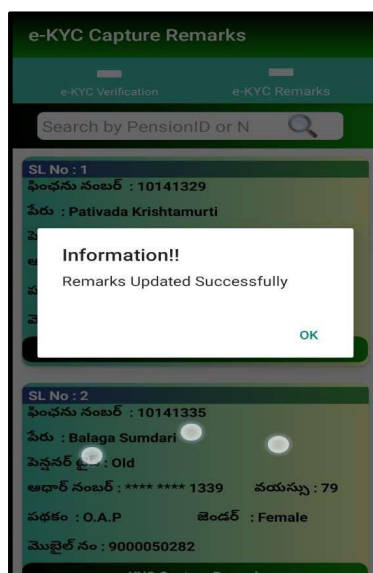 e-KYC Capture Remarks
e-KYC Verification e-KYC Remarks
Search by PensionID or N
SL No : 1
ఫించను నంబర్ : 10141329
పేరు : Pativada Krishtamurti
Information!!
Remarks Updated Successfully
OK
SL No : 2
ఫించను నంబర్ : 10141335
పేరు : Balaga Sumdari
పెన్షనర్ : Old
ఆధార్ నంబర్ : **** **** 1339 వయస్సు : 79
పథకం : O.A.P జెండర్ : Female
మొబైల్ నం : 9000050282